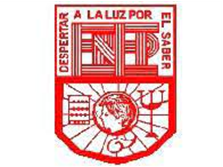 DESPERTAR
A LA LUZ POR
EL SABER
ENP